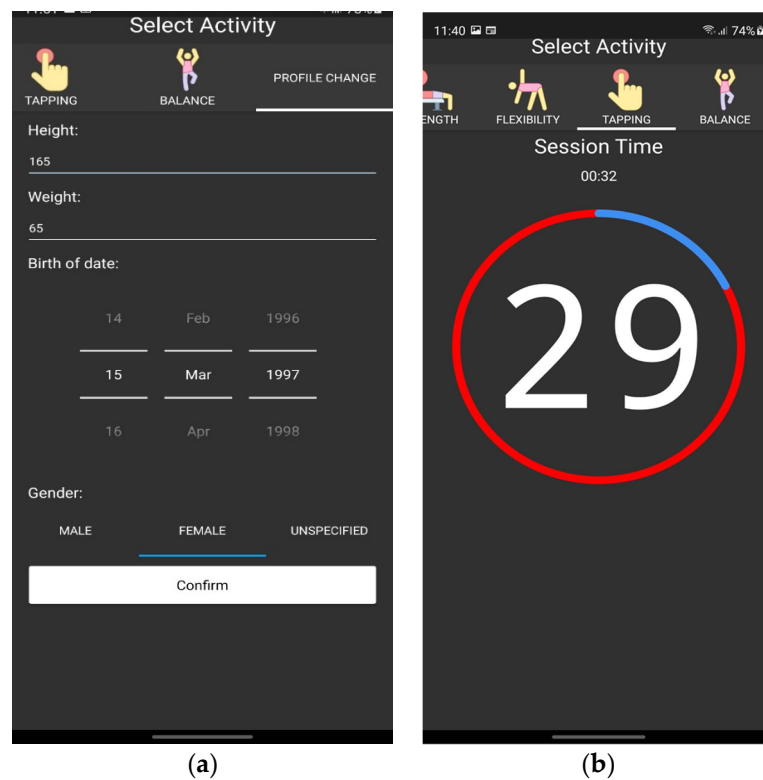 Select Activity
TAPPING BALANCE PROFILE CHANGE
Height:
165
Weight:
65
Birth of date:
14 Feb 1996
15 Mar 1997
16 Apr 1998
Gender:
MALE FEMALE UNSPECIFIED
Confirm
(a)
11:40 74%
Select Activity
ENGTH FLEXIBILITY TAPPING BALANCE
Session Time
00:32
29
(b)